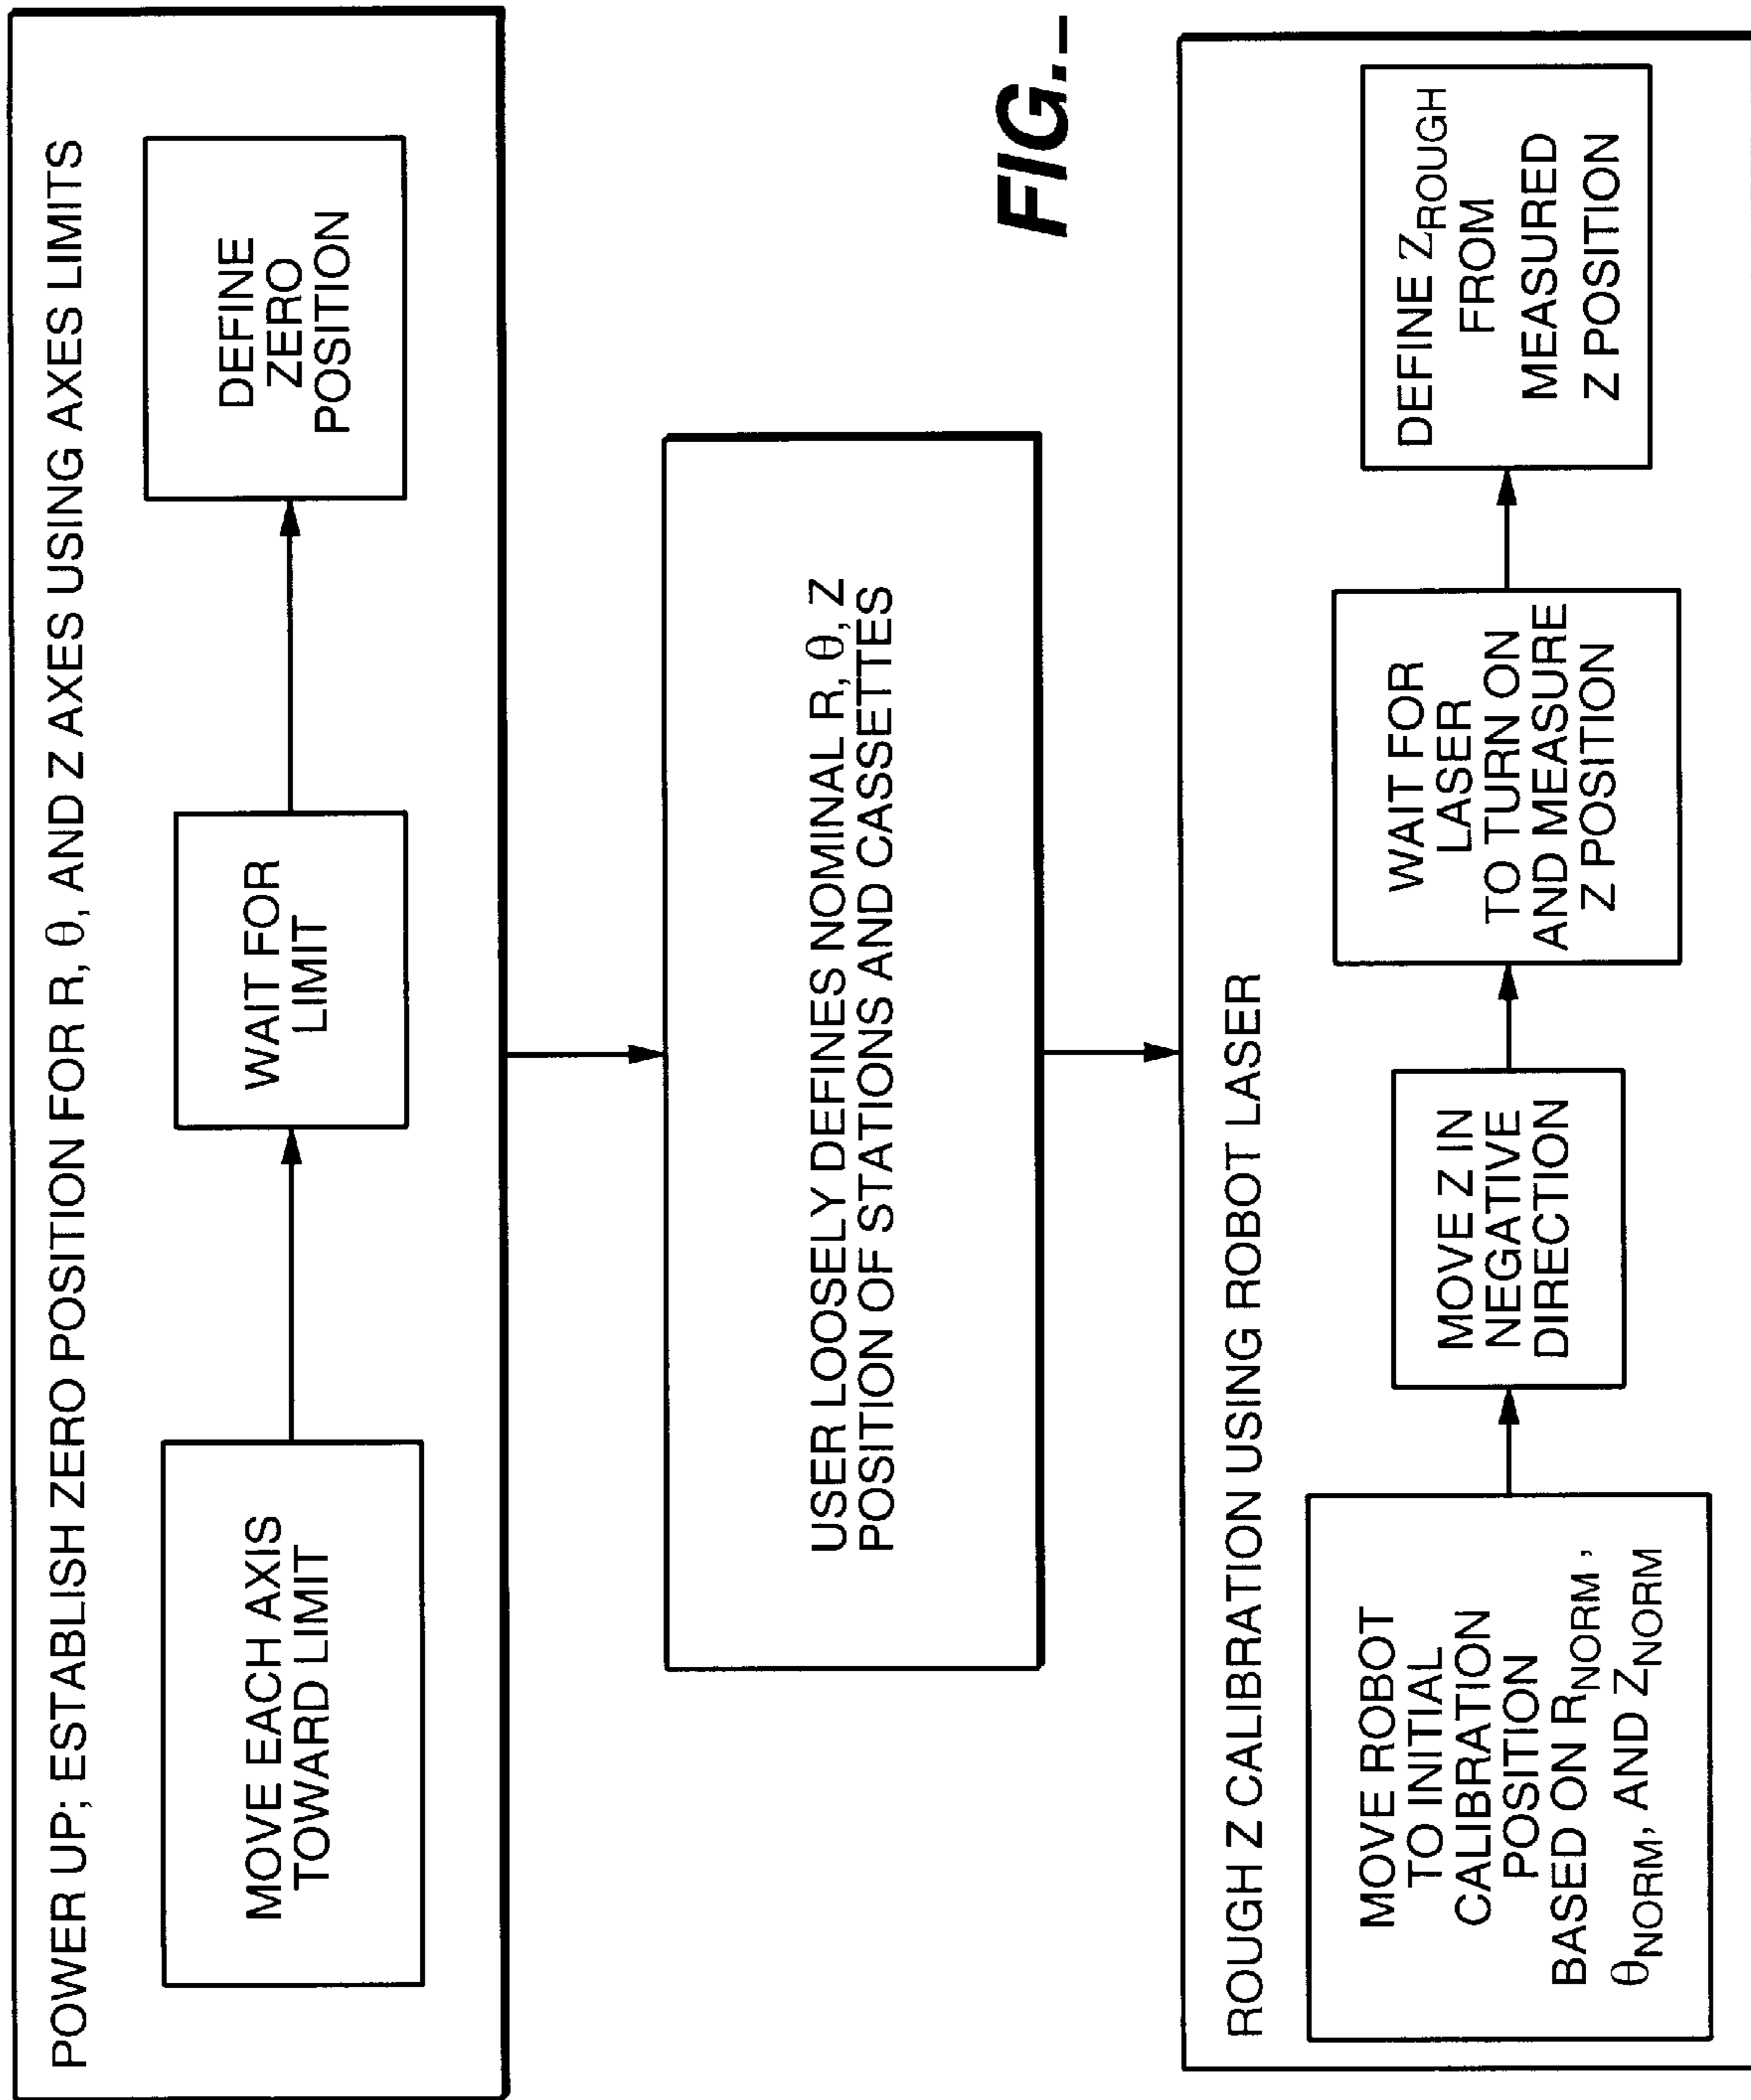 POWER UP; ESTABLISH ZERO POSITION FOR R, θ, AND Z AXES USING AXES LIMITS
MOVE EACH AXIS
TOWARD LIMIT
WAIT FOR
LIMIT
DEFINE
ZERO
POSITION
USER LOOSELY DEFINES NOMINAL R, θ, Z
POSITION OF STATIONS AND CASSETTES
FIG._
ROUGH Z CALIBRATION USING ROBOT LASER
MOVE ROBOT
TO INITIAL
CALIBRATION
POSITION
BASED ON RNORM,
θNORM, AND ZNORM
MOVE Z IN
NEGATIVE
DIRECTION
WAIT FOR
LASER
TO TURN ON
AND MEASURE
Z POSITION
DEFINE ZROUGH
FROM
MEASURED
Z POSITION